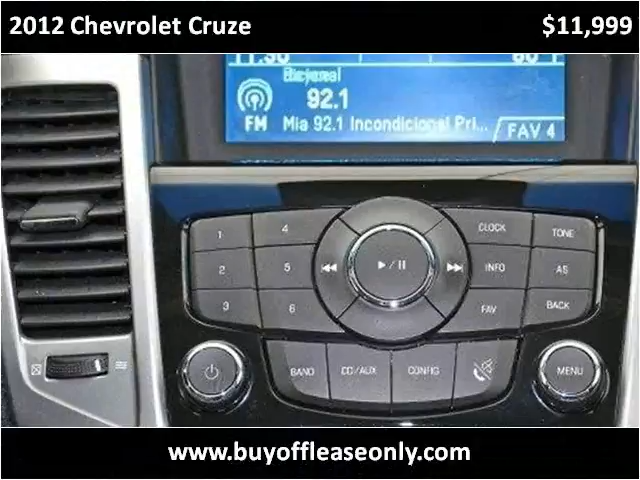 2012 Chevrolet Cruze $11,999
92.1
FM Mia 92.1 Incondicional Pri... FAV 4
1 4 CLOCK TONE
2 5 INFO AS
3 6 FAV BACK
BAND CD/AUX CONFIG MENU
www.buyoffleaseonly.com